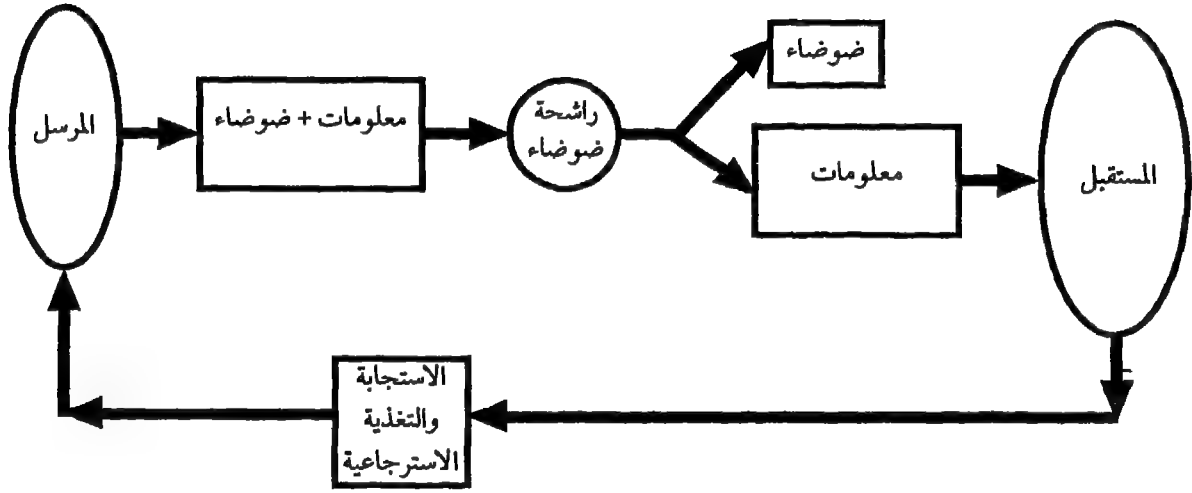 المرسل
معلومات + ضوضاء
راشحة
ضوضاء
ضوضاء
معلومات
المستقبل
الاستجابة
والتغذية
الاسترجاعية